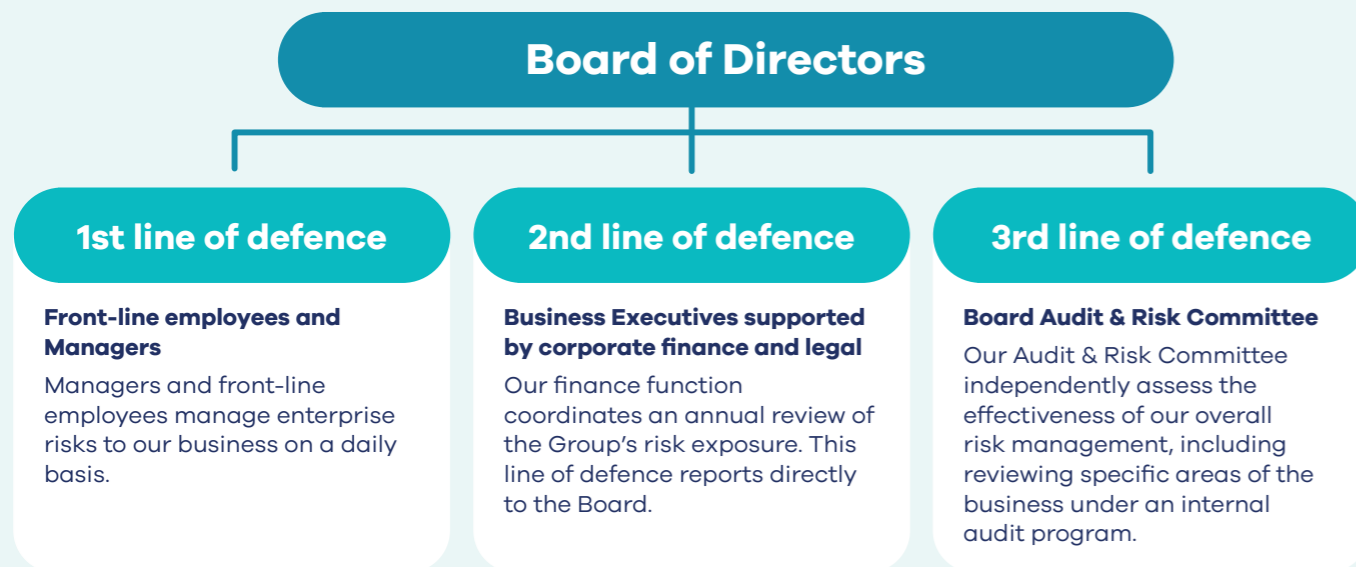 Board of Directors
1st line of defence
Front-line employees and
Managers
Managers and front-line
employees manage enterprise
risks to our business on a daily
basis.
2nd line of defence
Business Executives supported
by corporate finance and legal
Our finance function
coordinates an annual review of
the Group’s risk exposure. This
line of defence reports directly
to the Board.
3rd line of defence
Board Audit & Risk Committee
Our Audit & Risk Committee
independently assess the
effectiveness of our overall
risk management, including
reviewing specific areas of the
business under an internal
audit program.